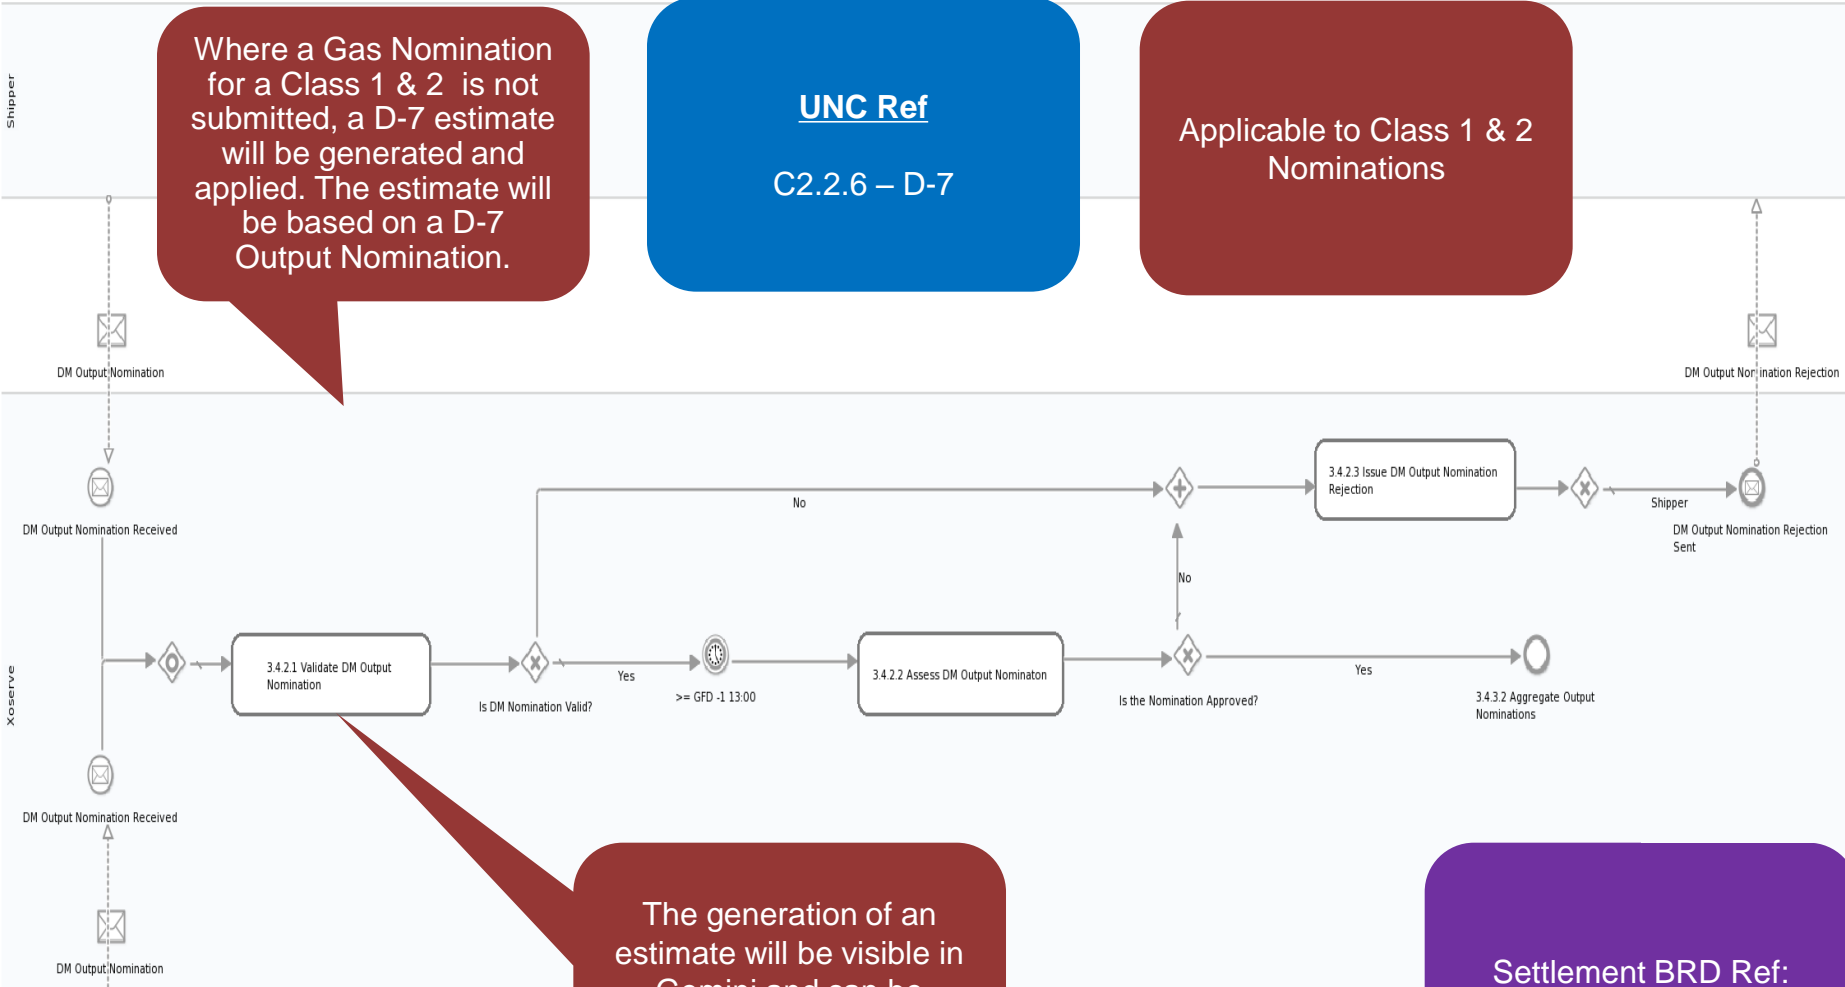 Shipper
Where a Gas Nomination
for a Class 1 & 2 is not
submitted, a D-7 estimate
will be generated and
applied. The estimate will
be based on a D-7
Output Nomination.
UNC Ref
C2.2.6 – D-7
Applicable to Class 1 & 2
Nominations
DM Output Nomination
DM Output Nomination Rejection
Xoserve
DM Output Nomination Received
No
3.4.2.3 Issue DM Output Nomination
Rejection
Shipper
DM Output Nomination Rejection
Sent
No
3.4.2.1 Validate DM Output
Nomination
Is DM Nomination Valid?
Yes
>= GFD -1 13:00
3.4.2.2 Assess DM Output Nominaton
Is the Nomination Approved?
Yes
3.4.3.2 Aggregate Output
Nominations
DM Output Nomination Received
DM Output Nomination
The generation of an
estimate will be visible in
Gemini and can be
Settlement BRD Ref: